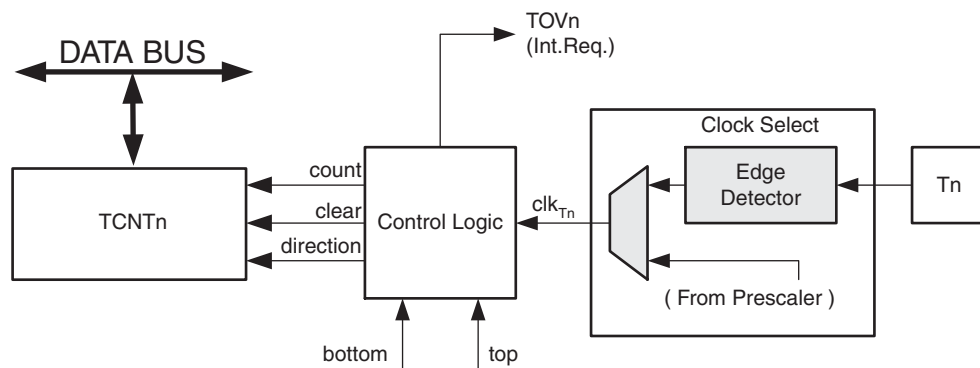 DATA BUS
TOVn
(Int.Req.)
Clock Select
count
clear
direction
TCNTn
Control Logic
clkTn
Edge
Detector
Tn
( From Prescaler )
bottom
top